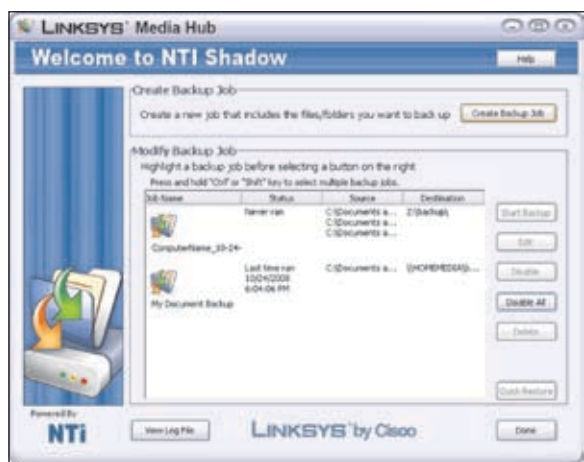 LINKSYS® Media Hub
Welcome to NTI Shadow
Help
Create Backup Job
Create a new job that includes the files/folders you want to back up
Create Backup Job
Modify Backup Job
Highlight a backup job before selecting a button on the right
Press and hold "Ctrl" or "Shift" key to select multiple backup jobs.
Job Name Status Source Destination
Never ran C:\Documents a... Z:\Backup\
C:\Documents a...
C:\Documents a...
ComputerName_10-24-
Last time ran C:\Documents a... \\HOMEMEDIA\b...
10/24/2008
6:04:06 PM
My Document Backup
Start Backup
Edit
Disable
Disable All
Delete
Quick Restore
Powered By
NTI
View Log File
LINKSYS® by Cisco
Done